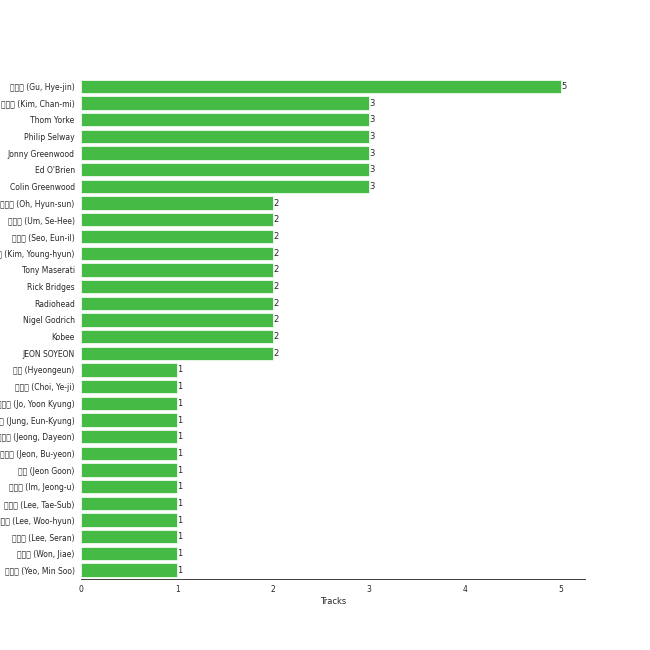 (Gu, Hye-jin) 5
(Kim, Chan-mi) 3
Thom Yorke 3
Philip Selway 3
Jonny Greenwood 3
Ed O'Brien 3
Colin Greenwood 3
(Oh, Hyun-sun) 2
(Um, Se-Hee) 2
(Seo, Eun-il) 2
(Kim, Young-hyun) 2
Tony Maserati 2
Rick Bridges 2
Radiohead 2
Nigel Godrich 2
Kobee 2
JEON SOYEON 2
(Hyeongeun) 1
(Choi, Ye-ji) 1
(Jo, Yoon Kyung) 1
(Jung, Eun-Kyung) 1
(Jeong, Dayeon) 1
(Jeon, Bu-yeon) 1
(Jeon Goon) 1
(Im, Jeong-u) 1
(Lee, Tae-Sub) 1
(Lee, Woo-hyun) 1
(Lee, Seran) 1
(Won, Jiae) 1
(Yeo, Min Soo) 1
0 1 2 3 4 5
Tracks